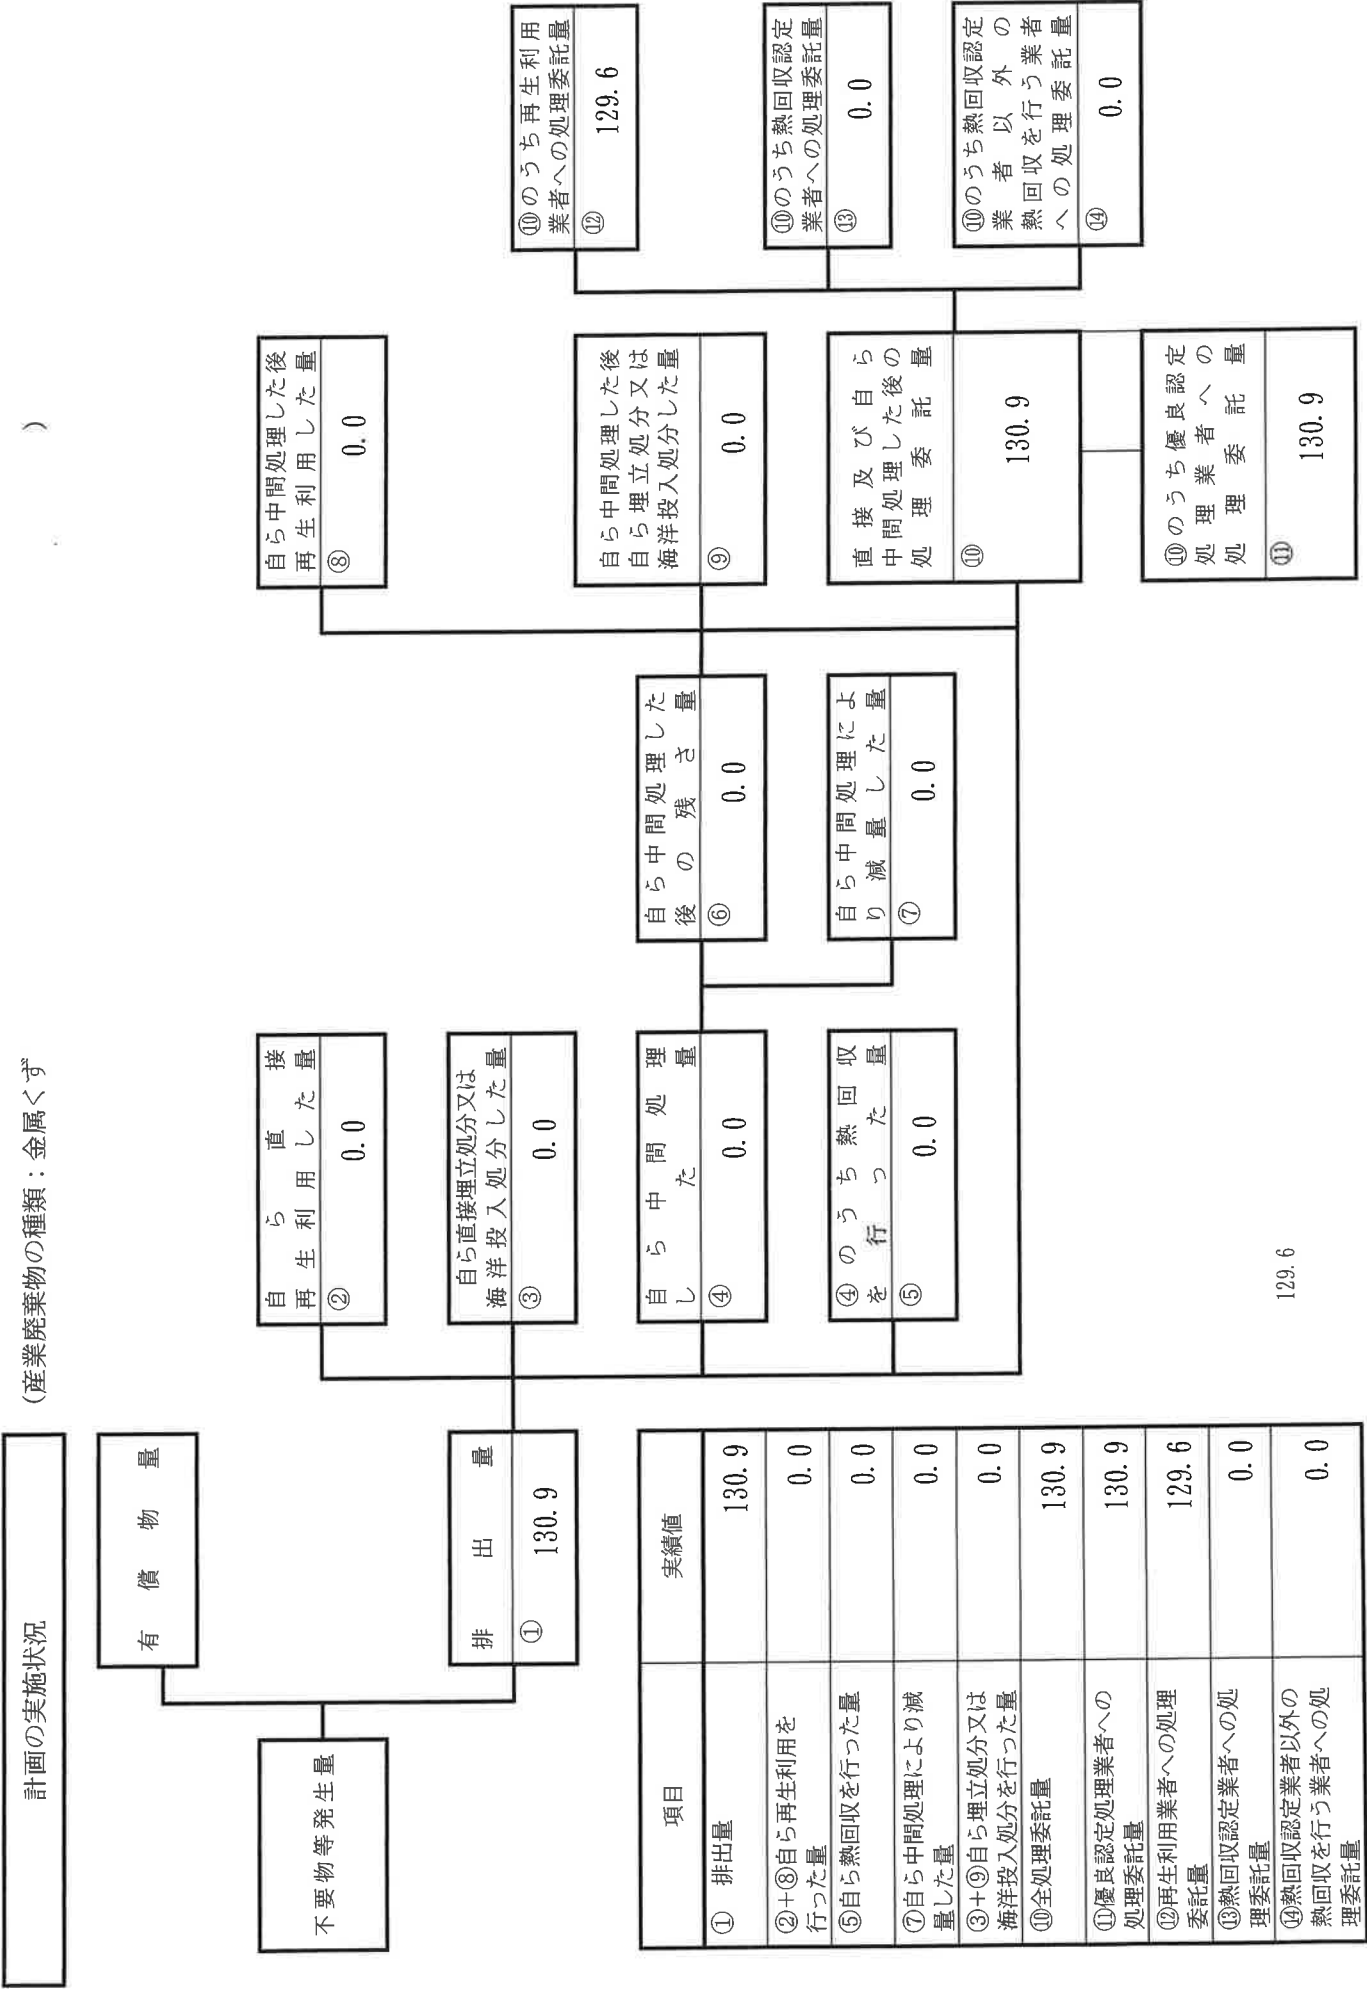 計画の実施状況
(産業廃棄物の種類：金属くず
)
有償物量
不要物等発生量
排出量
① 130.9
自ら直接
再生利用した量
② 0.0
自ら直接埋立処分又は
海洋投入処分した量
③ 0.0
自ら中間処理
した量
④ 0.0
④のうち熱回収
を行った量
⑤ 0.0
自ら中間処理した
後の残さ量
⑥ 0.0
自ら中間処理によ
り減量した量
⑦ 0.0
自ら中間処理した後
再生利用した量
⑧ 0.0
自ら中間処理した後
自ら埋立処分又は
海洋投入処分した量
⑨ 0.0
直接及び自ら
中間処理した後の
処理委託量
⑩ 130.9
⑩のうち優良認定
処理業者への
処理委託量
⑪ 130.9
⑩のうち再生利用
業者への処理委託量
⑫ 129.6
⑩のうち熱回収認定
業者への処理委託量
⑬ 0.0
⑩のうち熱回収認定
業者以外の
熱回収を行う業者
への処理委託量
⑭ 0.0
項目 実績値
① 排出量 130.9
②+⑧自ら再生利用を
行った量 0.0
⑤自ら熱回収を行った量 0.0
⑦自ら中間処理により減
量した量 0.0
③+⑨自ら埋立処分又は
海洋投入処分を行った量 0.0
⑩全処理委託量 130.9
⑪優良認定処理業者への
処理委託量 130.9
⑫再生利用業者への処理
委託量 129.6
⑬熱回収認定業者への処
理委託量 0.0
⑭熱回収認定業者以外の
熱回収を行う業者への処
理委託量 0.0
129.6